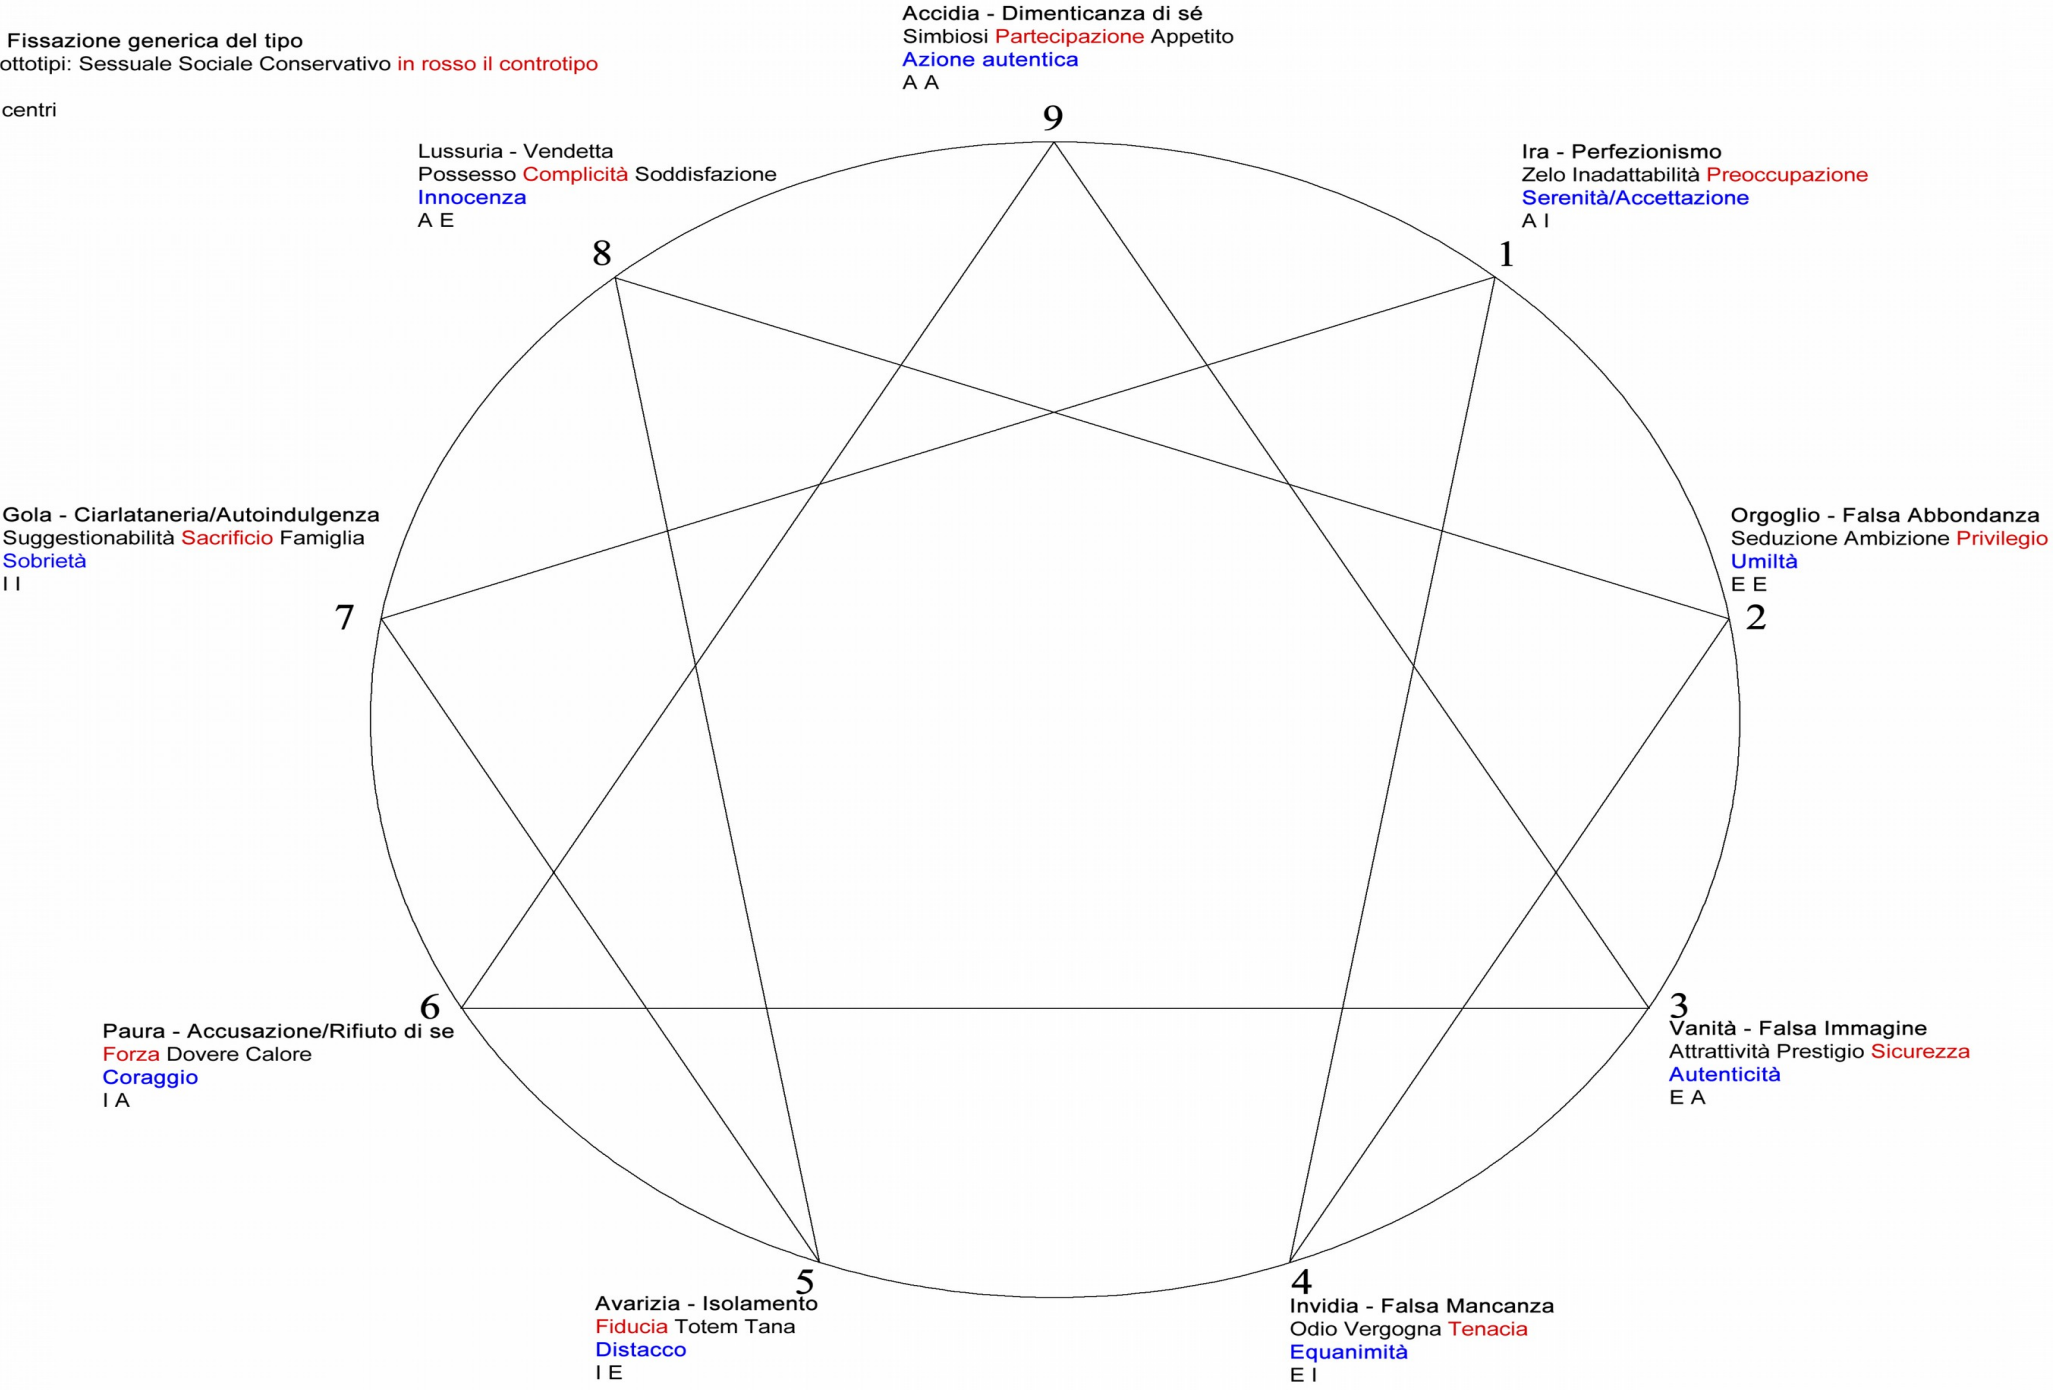 Fissazione generica del tipo
ottotipi: Sessuale Sociale Conservativo in rosso il controtipo
centri
Accidia - Dimenticanza di sé
Simbiosi Partecipazione Appetito
Azione autentica
A A
9
Lussuria - Vendetta
Possesso Complicità Soddisfazione
Innocenza
A E
8
Ira - Perfezionismo
Zelo Inadattabilità Preoccupazione
Serenità/Accettazione
A I
1
Gola - Ciarlataneria/Autoindulgenza
Suggestionabilità Sacrificio Famiglia
Sobrietà
I I
7
Orgoglio - Falsa Abbondanza
Seduzione Ambizione Privilegio
Umiltà
E E
2
6
Paura - Accusazione/Rifiuto di se
Forza Dovere Calore
Coraggio
I A
3
Vanità - Falsa Immagine
Attrattività Prestigio Sicurezza
Autenticità
E A
5
Avarizia - Isolamento
Fiducia Totem Tana
Distacco
I E
4
Invidia - Falsa Mancanza
Odio Vergogna Tenacia
Equanimità
E I